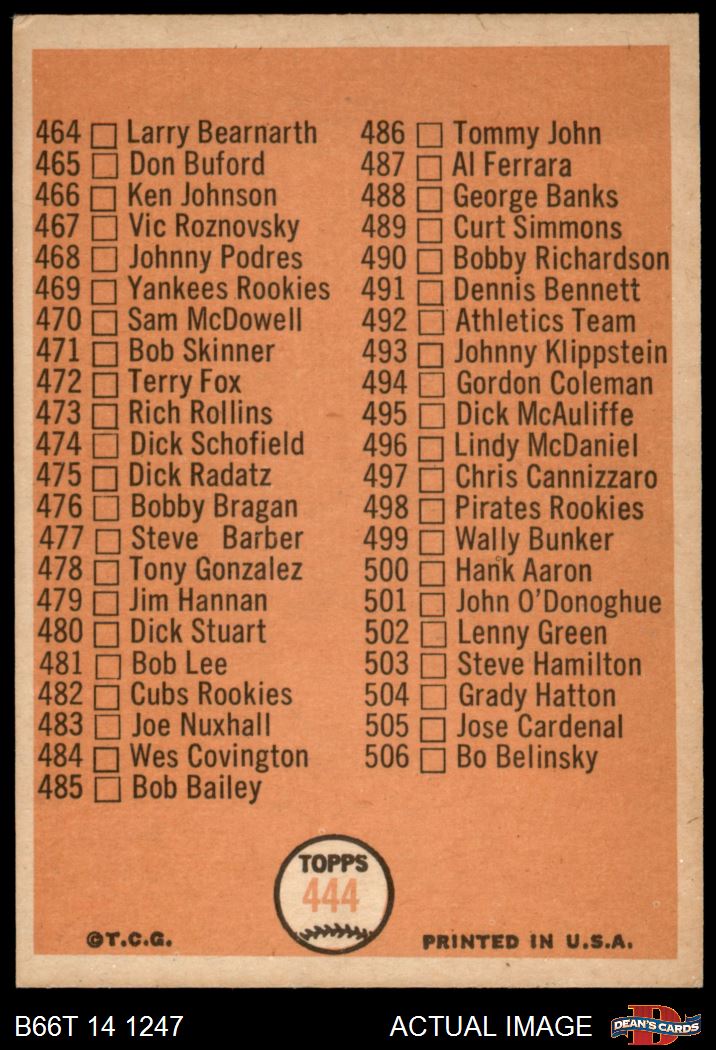 464 Larry Bearnarth
465 Don Buford
466 Ken Johnson
467 Vic Roznovsky
468 Johnny Podres
469 Yankees Rookies
470 Sam McDowell
471 Bob Skinner
472 Terry Fox
473 Rich Rollins
474 Dick Schofield
475 Dick Radatz
476 Bobby Bragan
477 Steve Barber
478 Tony Gonzalez
479 Jim Hannan
480 Dick Stuart
481 Bob Lee
482 Cubs Rookies
483 Joe Nuxhall
484 Wes Covington
485 Bob Bailey
486 Tommy John
487 Al Ferrara
488 George Banks
489 Curt Simmons
490 Bobby Richardson
491 Dennis Bennett
492 Athletics Team
493 Johnny Klippstein
494 Gordon Coleman
495 Dick McAuliffe
496 Lindy McDaniel
497 Chris Cannizzaro
498 Pirates Rookies
499 Wally Bunker
500 Hank Aaron
501 John O'Donoghue
502 Lenny Green
503 Steve Hamilton
504 Grady Hatton
505 Jose Cardenal
506 Bo Belinsky
TOPPS
444
©T.C.G.
PRINTED IN U.S.A.
B66T 14 1247
ACTUAL IMAGE
DEAN'S CARDS